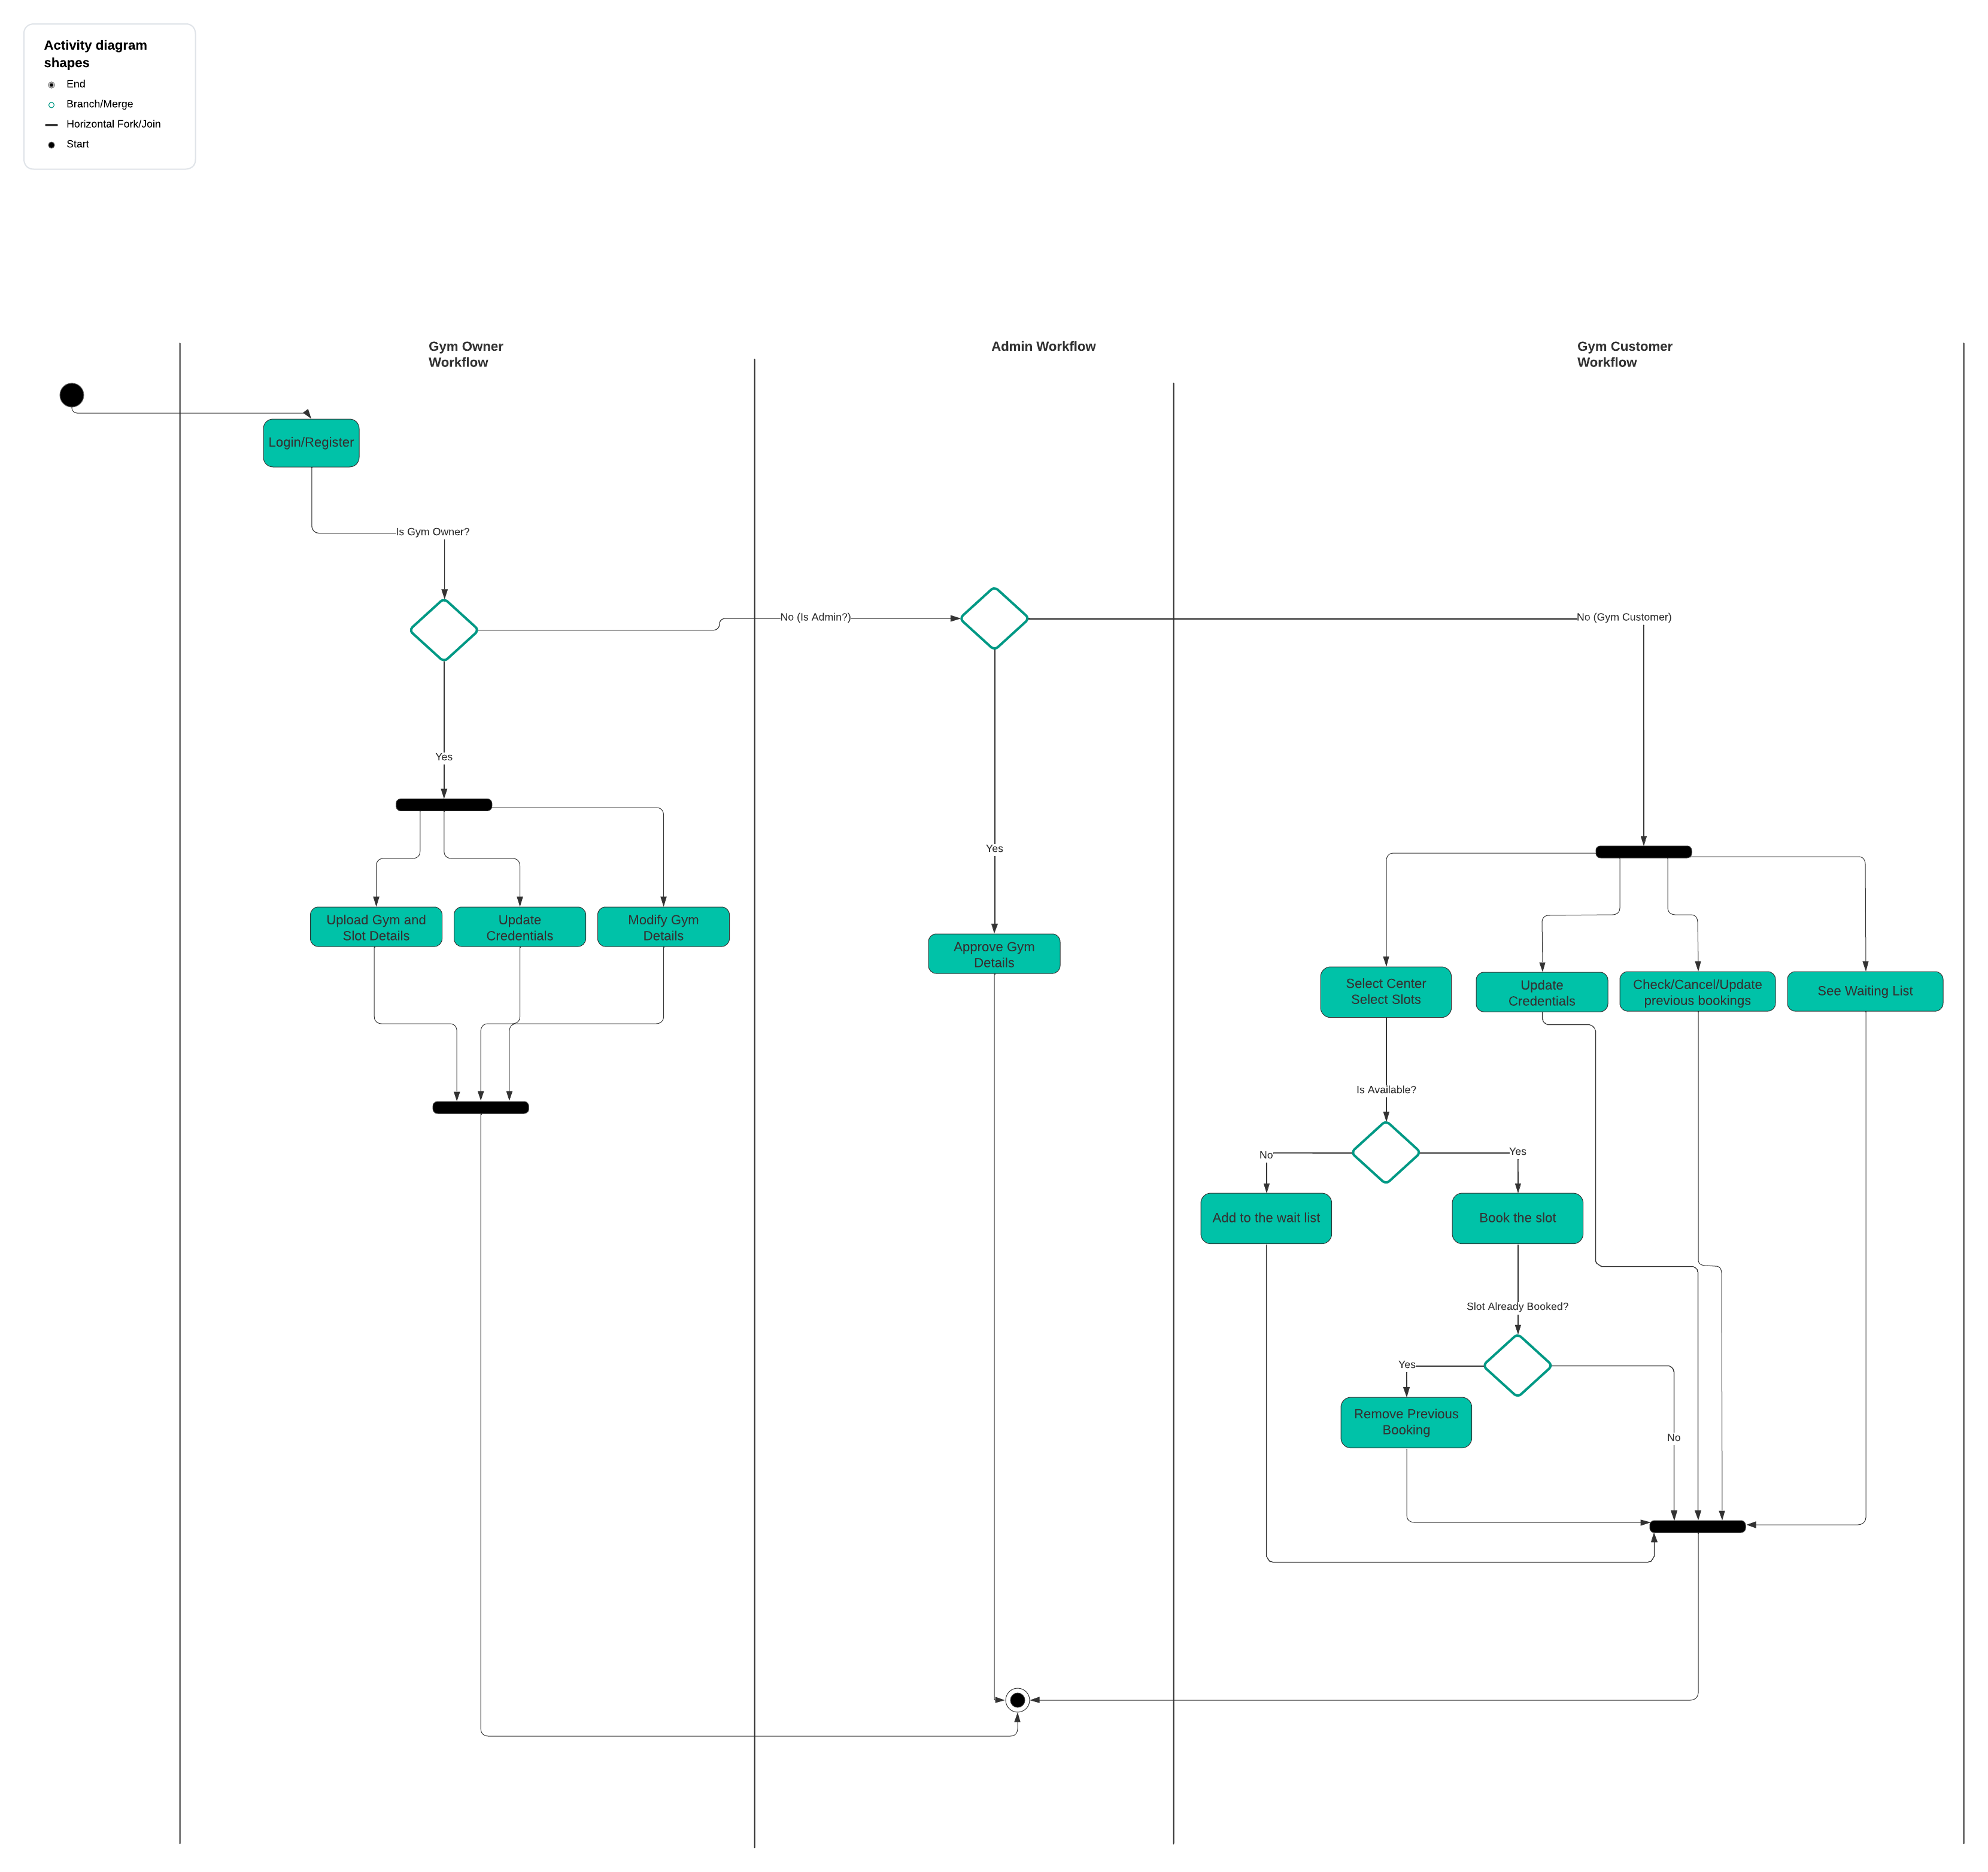 Activity diagram
shapes
End
Branch/Merge
Horizontal Fork/Join
Start
Gym Owner
Workflow
Admin Workflow
Gym Customer
Workflow
Login/Register
Is Gym Owner?
No (Is Admin?)
No (Gym Customer)
Yes
Yes
Upload Gym and
Slot Details
Update
Credentials
Modify Gym
Details
Approve Gym
Details
Select Center
Select Slots
Update
Credentials
Check/Cancel/Update
previous bookings
See Waiting List
Is Available?
No
Yes
Add to the wait list
Book the slot
Slot Already Booked?
Yes
Remove Previous
Booking
No